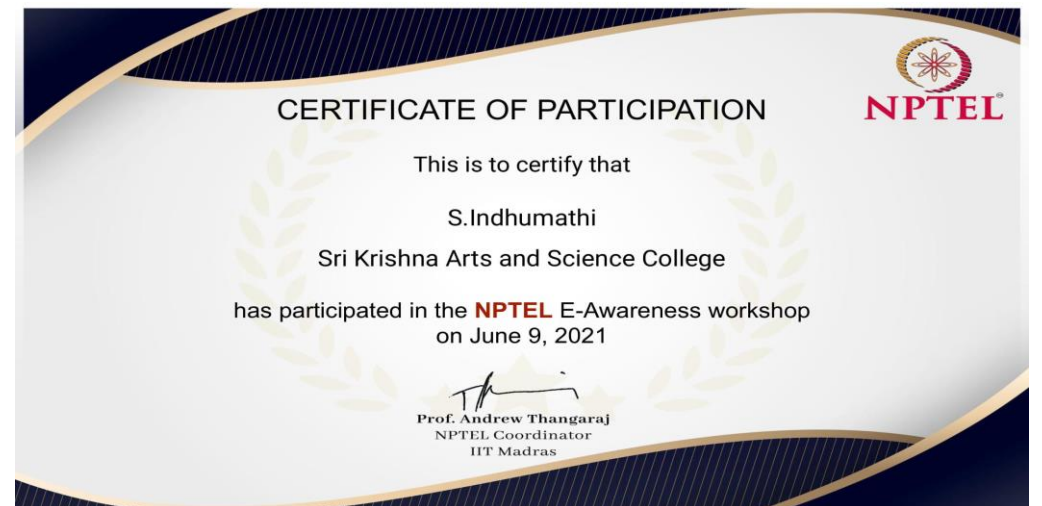 NPTEL
CERTIFICATE OF PARTICIPATION
This is to certify that
S.Indhumathi
Sri Krishna Arts and Science College
has participated in the NPTEL E-Awareness workshop
on June 9, 2021
Prof. Andrew Thangaraj
NPTEL Coordinator
IIT Madras